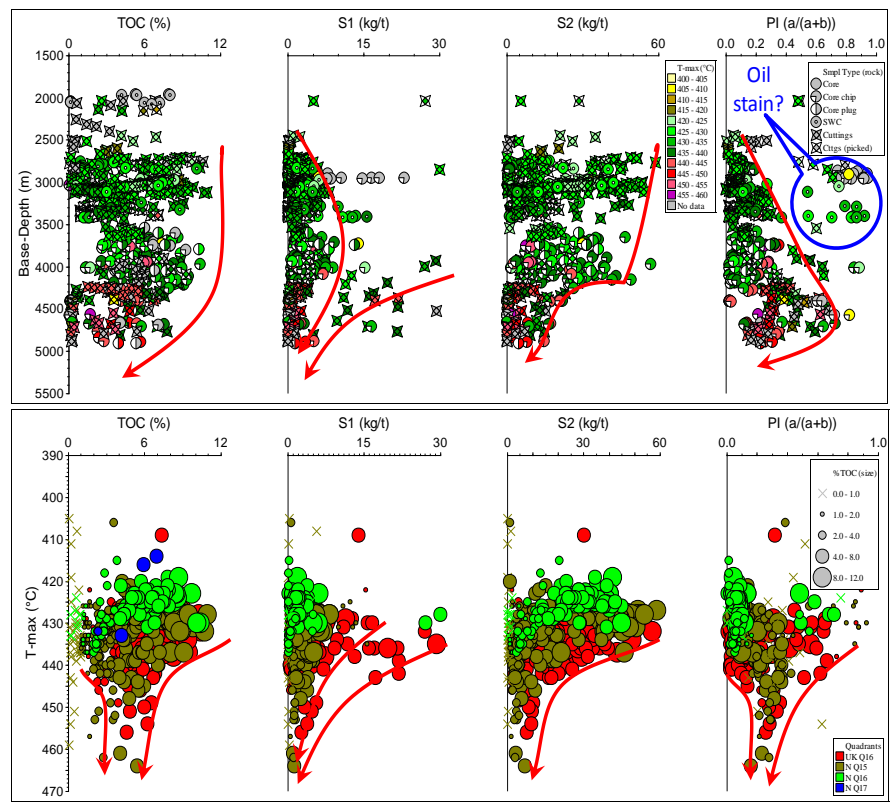 TOC (%)
S1 (kg/t)
S2 (kg/t)
PI (a/(a+b))
0 6 12
0 15 30
0 30 60
0.0 0.2 0.4 0.6 0.8 1.0
Base-Depth (m)
1500
2000
2500
3000
3500
4000
4500
5000
5500
T-max (°C)
400 - 405
405 - 410
410 - 415
415 - 420
420 - 425
425 - 430
430 - 435
435 - 440
440 - 445
445 - 450
450 - 455
455 - 460
No data
Oil
stain?
Smpl Type (rock)
Core
Core chip
Core plug
SWC
Cuttings
Cttgs (picked)
TOC (%)
S1 (kg/t)
S2 (kg/t)
PI (a/(a+b))
0 6 12
0 15 30
0 30 60
0.0 1.0
T-max (°C)
390
400
410
420
430
440
450
460
470
%TOC (size)
0.0 - 1.0
1.0 - 2.0
2.0 - 4.0
4.0 - 8.0
8.0 - 12.0
Quadrants
UK Q16
N Q15
N Q16
N Q17